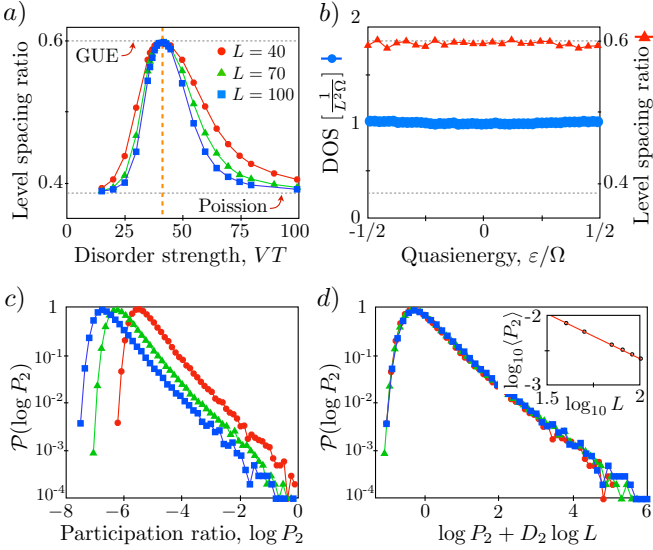 a)
0.6
0.4
Level spacing ratio
GUE
L = 40
L = 70
L = 100
Poission
0 25 50 75 100
Disorder strength, VT
b)
2
1
0
DOS [1/L²Ω]
0.6
0.4
Level spacing ratio
-1/2 0 1/2
Quasienergy, ε/Ω
c)
1
10⁻¹
10⁻²
10⁻³
10⁻⁴
P(log P₂)
−8 −6 −4 −2 0
Participation ratio, log P₂
d)
1
10⁻¹
10⁻²
10⁻³
10⁻⁴
P(log P₂)
0 2 4 6
log P₂ + D₂ log L
-2
-3
log₁₀⟨P₂⟩
1.5 2
log₁₀ L